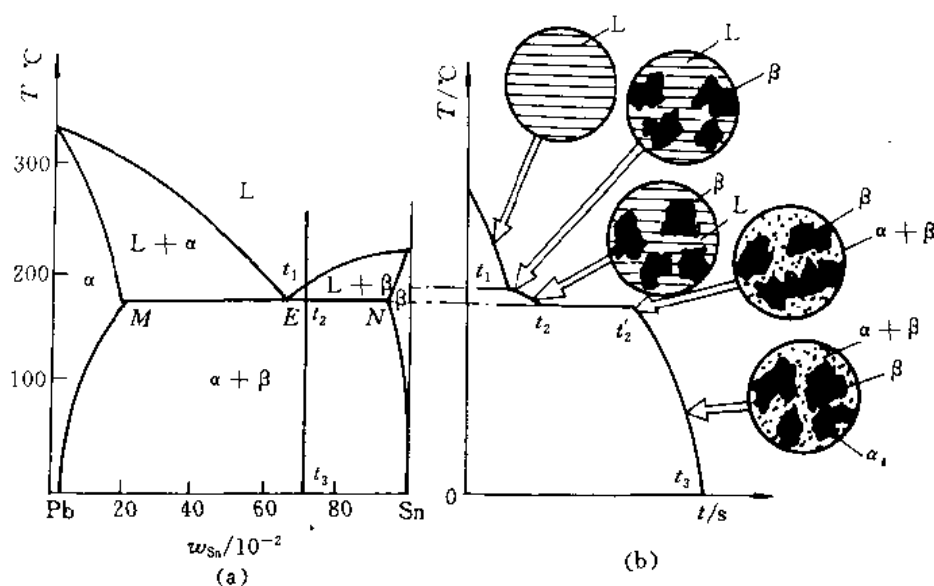 T/℃
300
200
100
L
L + α
α
t₁
L + β
β
M
E
t₂
N
α + β
t₃
Pb
20
40
60
80
Sn
w_Sn/10⁻²
(a)
T/℃
L
L
β
β
L
β
α + β
t₁
t₂
t₂′
α + β
β
t₃
0
t/s
(b)